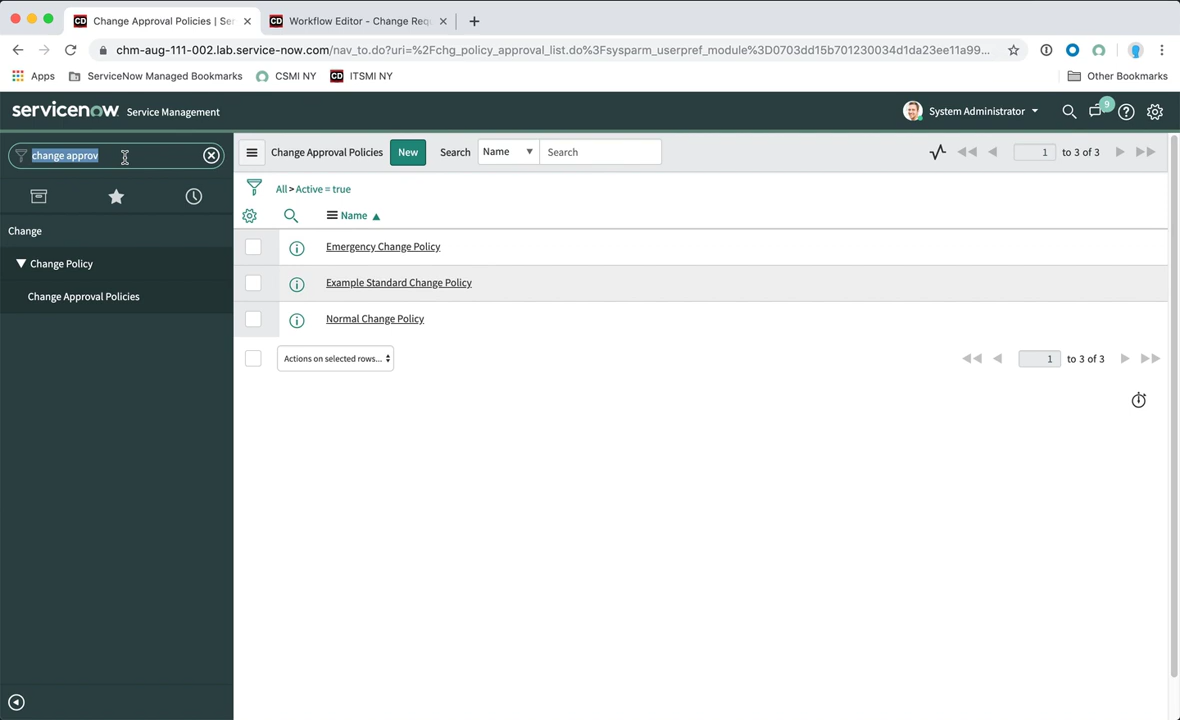 Change Approval Policies | Ser
Workflow Editor - Change Req
chm-aug-111-002.lab.service-now.com/nav_to.do?uri=%2Fchg_policy_approval_list.do%3Fsysparm_userpref_module%3D0703dd15b701230034d1da23ee11a99...
Apps
ServiceNow Managed Bookmarks
CSMI NY
ITSMI NY
Other Bookmarks
servicenow Service Management
System Administrator
9
change approv
Change Approval Policies New Search Name Search
1 to 3 of 3
All > Active = true
Name
Change
Change Policy
Change Approval Policies
Emergency Change Policy
Example Standard Change Policy
Normal Change Policy
Actions on selected rows...
1 to 3 of 3